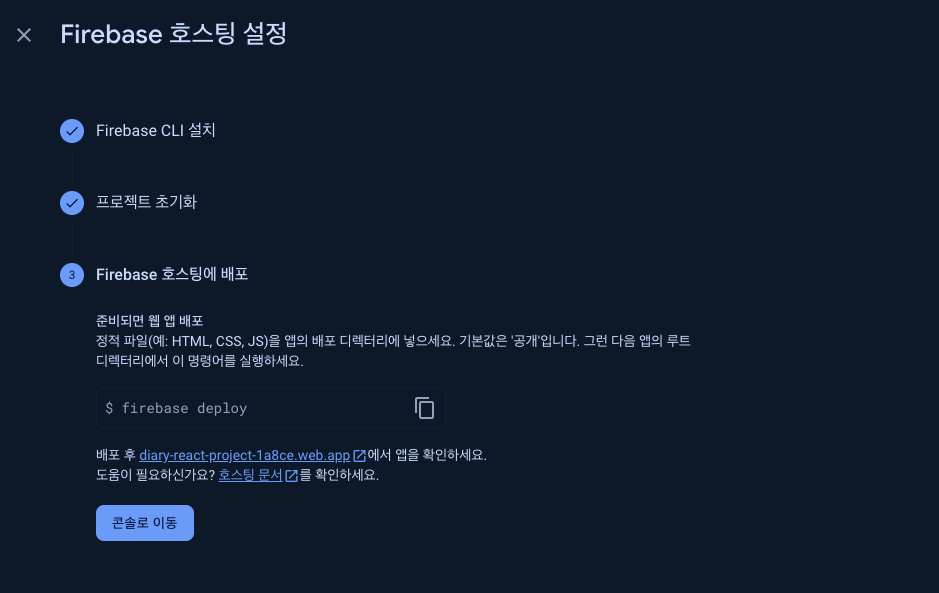 Firebase 호스팅 설정
Firebase CLI 설치
프로젝트 초기화
3 Firebase 호스팅에 배포
준비되면 웹 앱 배포
정적 파일(예: HTML, CSS, JS)을 앱의 배포 디렉터리에 넣으세요. 기본값은 '공개'입니다. 그런 다음 앱의 루트
디렉터리에서 이 명령어를 실행하세요.
$ firebase deploy
배포 후 diary-react-project-1a8ce.web.app에서 앱을 확인하세요.
도움이 필요하신가요? 호스팅 문서를 확인하세요.
콘솔로 이동